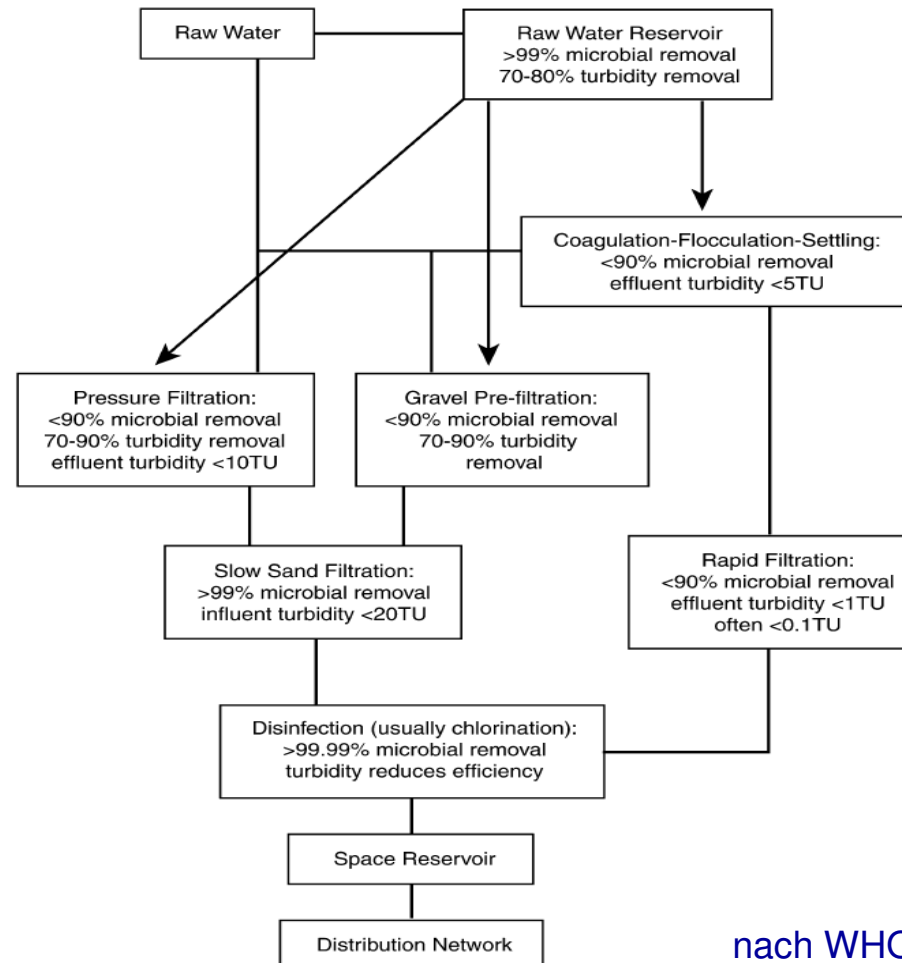 Raw Water
Raw Water Reservoir
>99% microbial removal
70-80% turbidity removal
Coagulation-Flocculation-Settling:
<90% microbial removal
effluent turbidity <5TU
Pressure Filtration:
<90% microbial removal
70-90% turbidity removal
effluent turbidity <10TU
Gravel Pre-filtration:
<90% microbial removal
70-90% turbidity
removal
Slow Sand Filtration:
>99% microbial removal
influent turbidity <20TU
Rapid Filtration:
<90% microbial removal
effluent turbidity <1TU
often <0.1TU
Disinfection (usually chlorination):
>99.99% microbial removal
turbidity reduces efficiency
Space Reservoir
Distribution Network
nach WHO